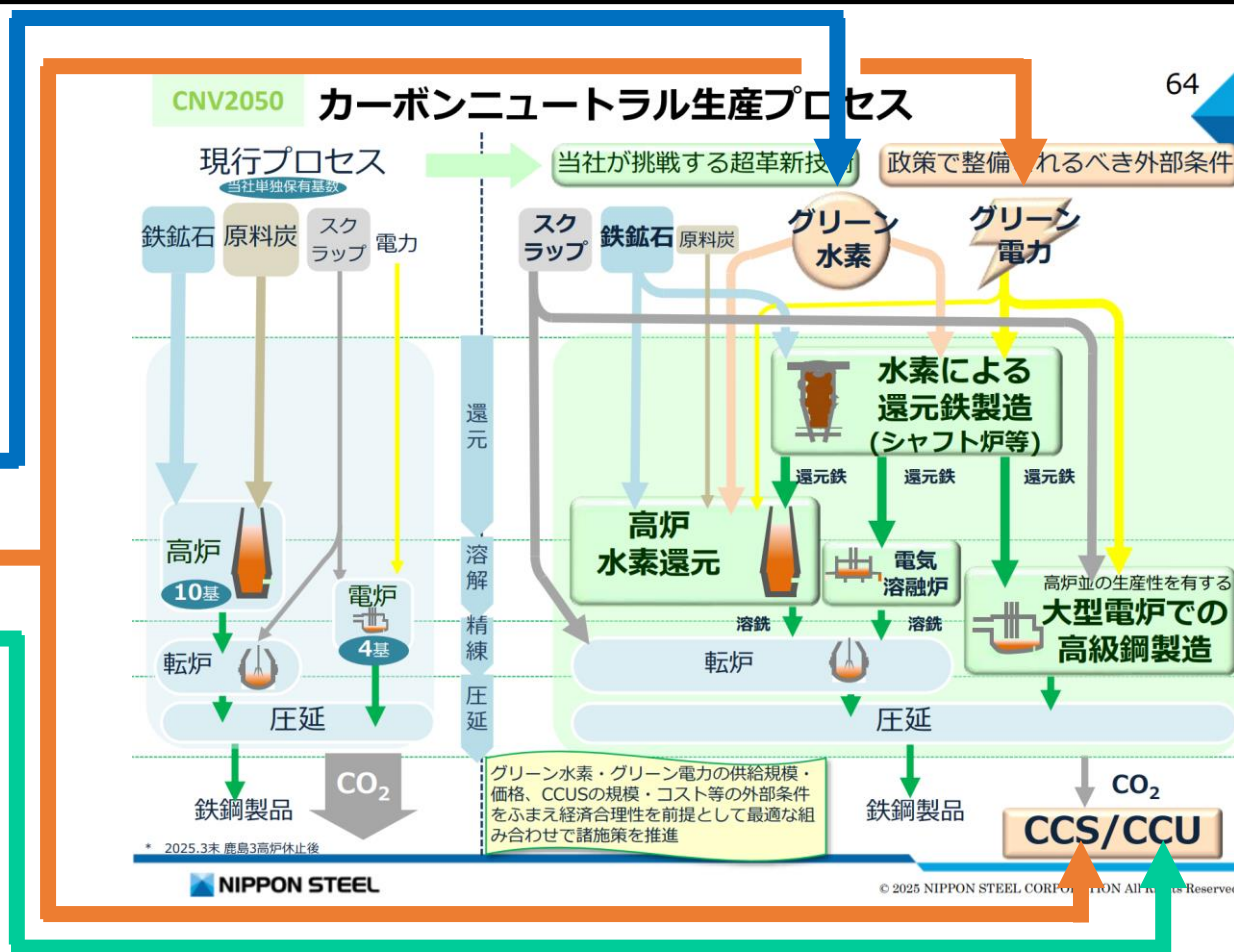 64
CNV2050 カーボンニュートラル生産プロセス
現行プロセス
当社単独保有基数
当社が挑戦する超革新技術
政策で整備されるべき外部条件
鉄鉱石
原料炭
スク
ラップ
電力
スク
ラップ
鉄鉱石
原料炭
グリーン
水素
グリーン
電力
還元
溶解
精錬
圧延
高炉
10基
電炉
4基
転炉
圧延
鉄鋼製品
CO₂
* 2025.3末 鹿島3高炉休止後
水素による
還元鉄製造
(シャフト炉等)
還元鉄
還元鉄
還元鉄
高炉
水素還元
電気
溶融炉
高炉並の生産性を有する
大型電炉での
高級鋼製造
溶銑
溶銑
転炉
圧延
グリーン水素・グリーン電力の供給規模・
価格、CCUSの規模・コスト等の外部条件
をふまえ経済合理性を前提として最適な組
み合わせで諸施策を推進
鉄鋼製品
CO₂
CCS/CCU
NIPPON STEEL
© 2025 NIPPON STEEL CORPORATION All Rights Reserved